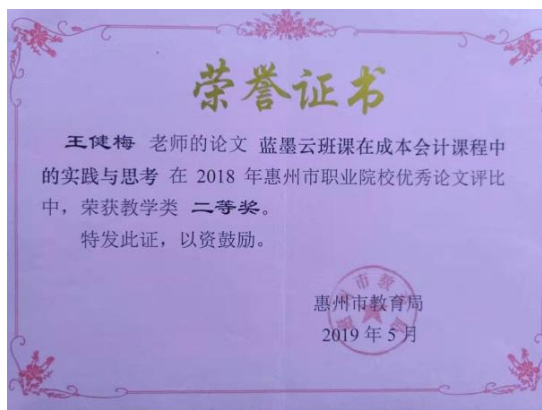 荣誉证书
王健梅 老师的论文 蓝墨云班课在成本会计课程中
的实践与思考 在 2018 年惠州市职业院校优秀论文评比
中，荣获教学类 二等奖。
特发此证，以资鼓励。
惠州市教育局
2019 年 5 月